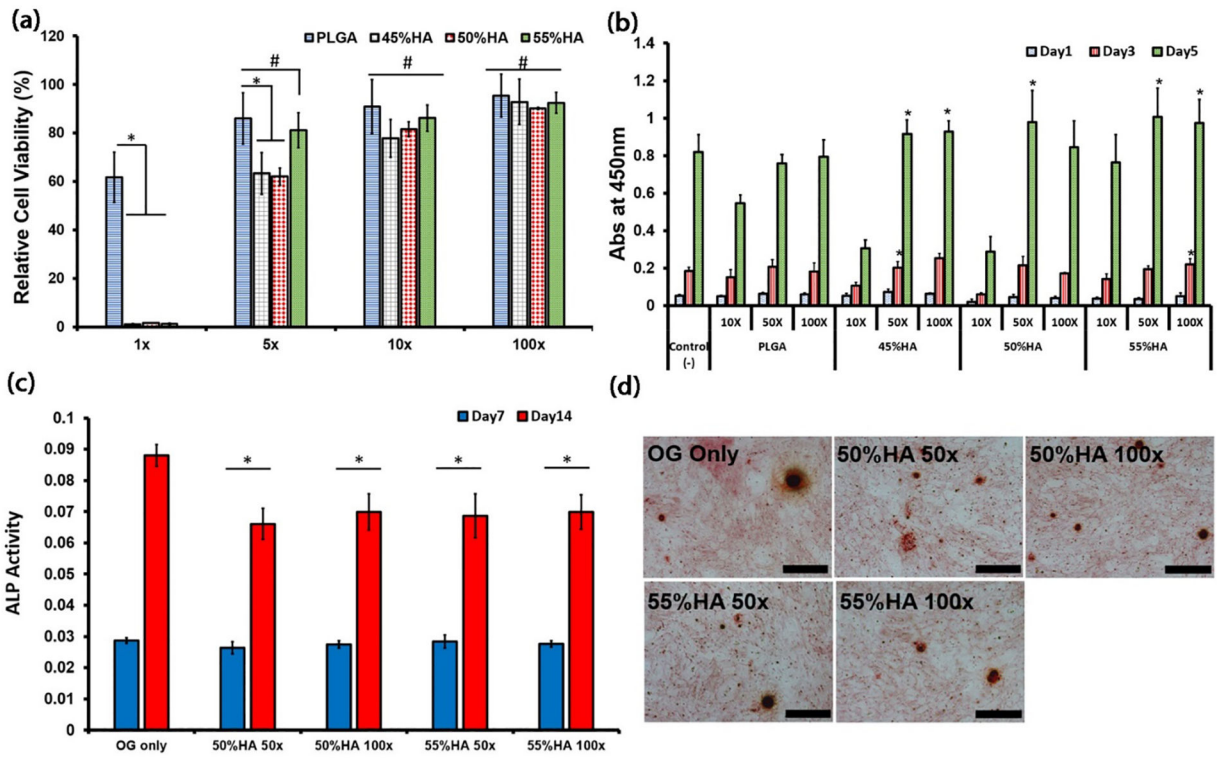 (a)
120
PLGA 45%HA 50%HA 55%HA
100
80
60
40
20
0
Relative Cell Viability (%)
* # * # #
1x 5x 10x 100x
(b)
1.4
Day1 Day3 Day5
1.2
1
0.8
0.6
0.4
0.2
0
Abs at 450nm
* * * * * * *
10X 50X 100X 10X 50X 100X 10X 50X 100X 10X 50X 100X
Control (-) PLGA 45%HA 50%HA 55%HA
(c)
0.1
Day7 Day14
0.09
0.08
0.07
0.06
0.05
0.04
0.03
0.02
0.01
0
ALP Activity
* * * *
OG only 50%HA 50x 50%HA 100x 55%HA 50x 55%HA 100x
(d)
OG Only 50%HA 50x 50%HA 100x
55%HA 50x 55%HA 100x